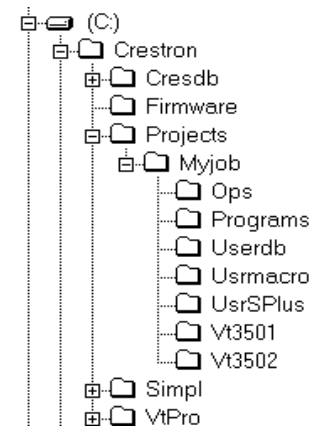 (C:)
Crestron
Cresdb
Firmware
Projects
Myjob
Ops
Programs
Userdb
Usrmacro
UsrSPlus
Vt3501
Vt3502
Simpl
VtPro